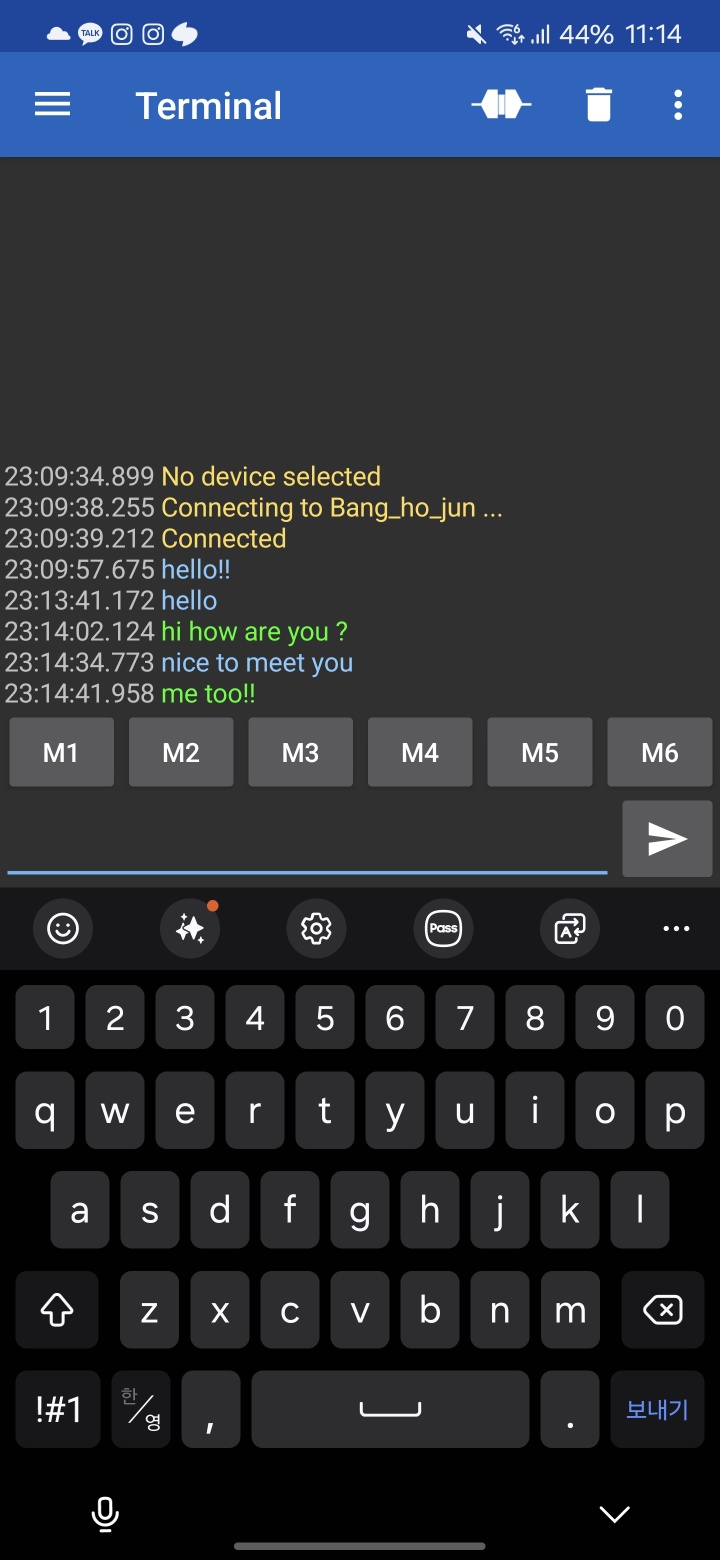 TALK 6 44% 11:14
Terminal
23:09:34.899 No device selected
23:09:38.255 Connecting to Bang_ho_jun ...
23:09:39.212 Connected
23:09:57.675 hello!!
23:13:41.172 hello
23:14:02.124 hi how are you ?
23:14:34.773 nice to meet you
23:14:41.958 me too!!
M1 M2 M3 M4 M5 M6
Pass A
1 2 3 4 5 6 7 8 9 0
q w e r t y u i o p
a s d f g h j k l
z x c v b n m
!#1 한/영 , . 보내기